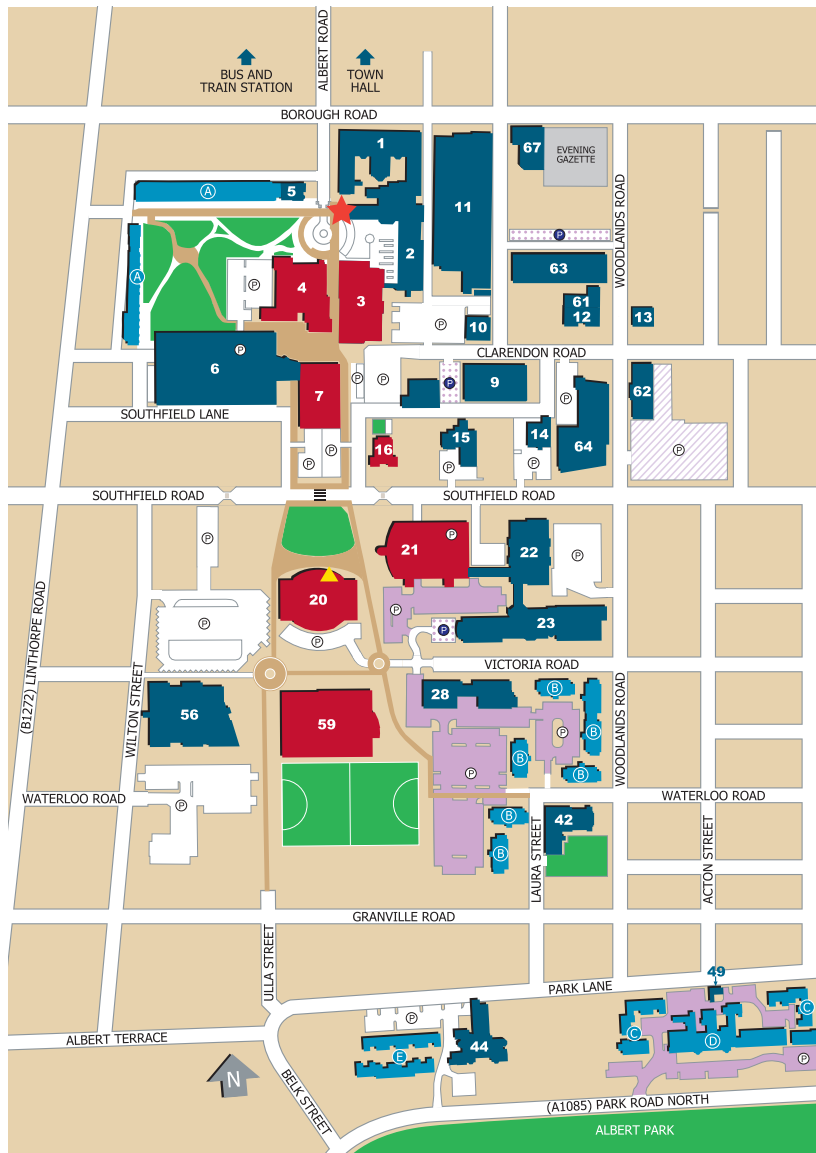 ALBERT ROAD
BUS AND
TRAIN STATION
TOWN
HALL
BOROUGH ROAD
1
67
EVENING
GAZETTE
A
5
11
WOODLANDS ROAD
P
2
A
4
P
3
63
61
12
13
10
P
P
6
CLARENDON ROAD
7
P
P
P
9
62
P
SOUTHFIELD LANE
16
15
14
64
P
P
P
P
P
SOUTHFIELD ROAD
SOUTHFIELD ROAD
P
21
P
22
P
(B1272) LINTHORPE ROAD
20
P
P
P
P
23
VICTORIA ROAD
WILTON STREET
56
59
28
B
B
P
B
B
WOODLANDS ROAD
P
WATERLOO ROAD
P
WATERLOO ROAD
B
B
LAURA STREET
42
ACTON STREET
GRANVILLE ROAD
ULLA STREET
49
PARK LANE
C
C
D
P
P
ALBERT TERRACE
E
44
N
BELK STREET
(A1085) PARK ROAD NORTH
ALBERT PARK